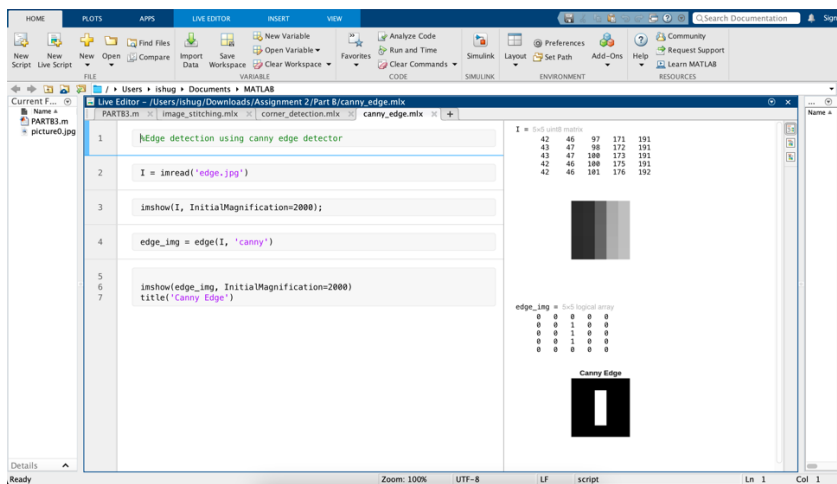 HOME PLOTS APPS LIVE EDITOR INSERT VIEW
Search Documentation Sign
New Script
New Live Script
New
Open
Find Files
Compare
Import Data
Save Workspace
New Variable
Open Variable
Clear Workspace
Favorites
Analyze Code
Run and Time
Clear Commands
Simulink
Layout
Preferences
Set Path
Add-Ons
Help
Community
Request Support
Learn MATLAB
FILE VARIABLE CODE SIMULINK ENVIRONMENT RESOURCES
/ Users ishug Documents MATLAB
Current F...
Name
PARTB3.m
picture0.jpg
Live Editor - /Users/ishug/Downloads/Assignment 2/Part B/canny_edge.mlx
PARTB3.m image_stitching.mlx corner_detection.mlx canny_edge.mlx +
1 %Edge detection using canny edge detector
2 I = imread('edge.jpg')
3 imshow(I, InitialMagnification=2000);
4 edge_img = edge(I, 'canny')
5
6 imshow(edge_img, InitialMagnification=2000)
7 title('Canny Edge')
I = 5×5 uint8 matrix
42 46 97 171 191
43 47 98 172 191
43 47 100 173 191
42 46 100 175 191
42 46 101 176 192
edge_img = 5×5 logical array
0 0 0 0 0
0 0 1 0 0
0 0 1 0 0
0 0 1 0 0
0 0 0 0 0
Canny Edge
...
Name
Details
Ready
Zoom: 100% UTF-8 LF script Ln 1 Col 1